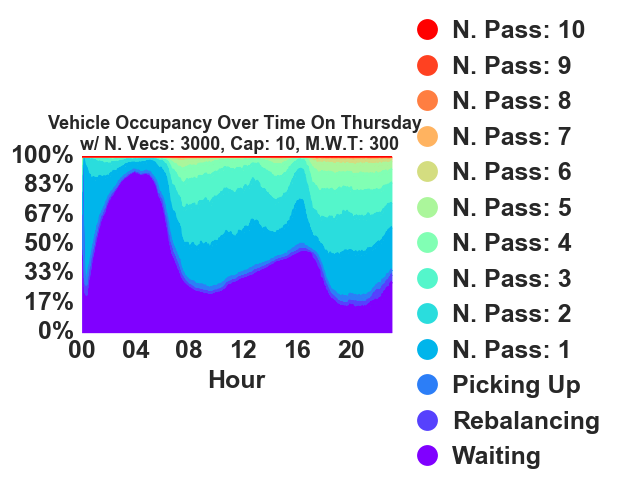 Vehicle Occupancy Over Time On Thursday
w/ N. Vecs: 3000, Cap: 10, M.W.T: 300
100%
83%
67%
50%
33%
17%
0%
00 04 08 12 16 20
Hour
N. Pass: 10
N. Pass: 9
N. Pass: 8
N. Pass: 7
N. Pass: 6
N. Pass: 5
N. Pass: 4
N. Pass: 3
N. Pass: 2
N. Pass: 1
Picking Up
Rebalancing
Waiting